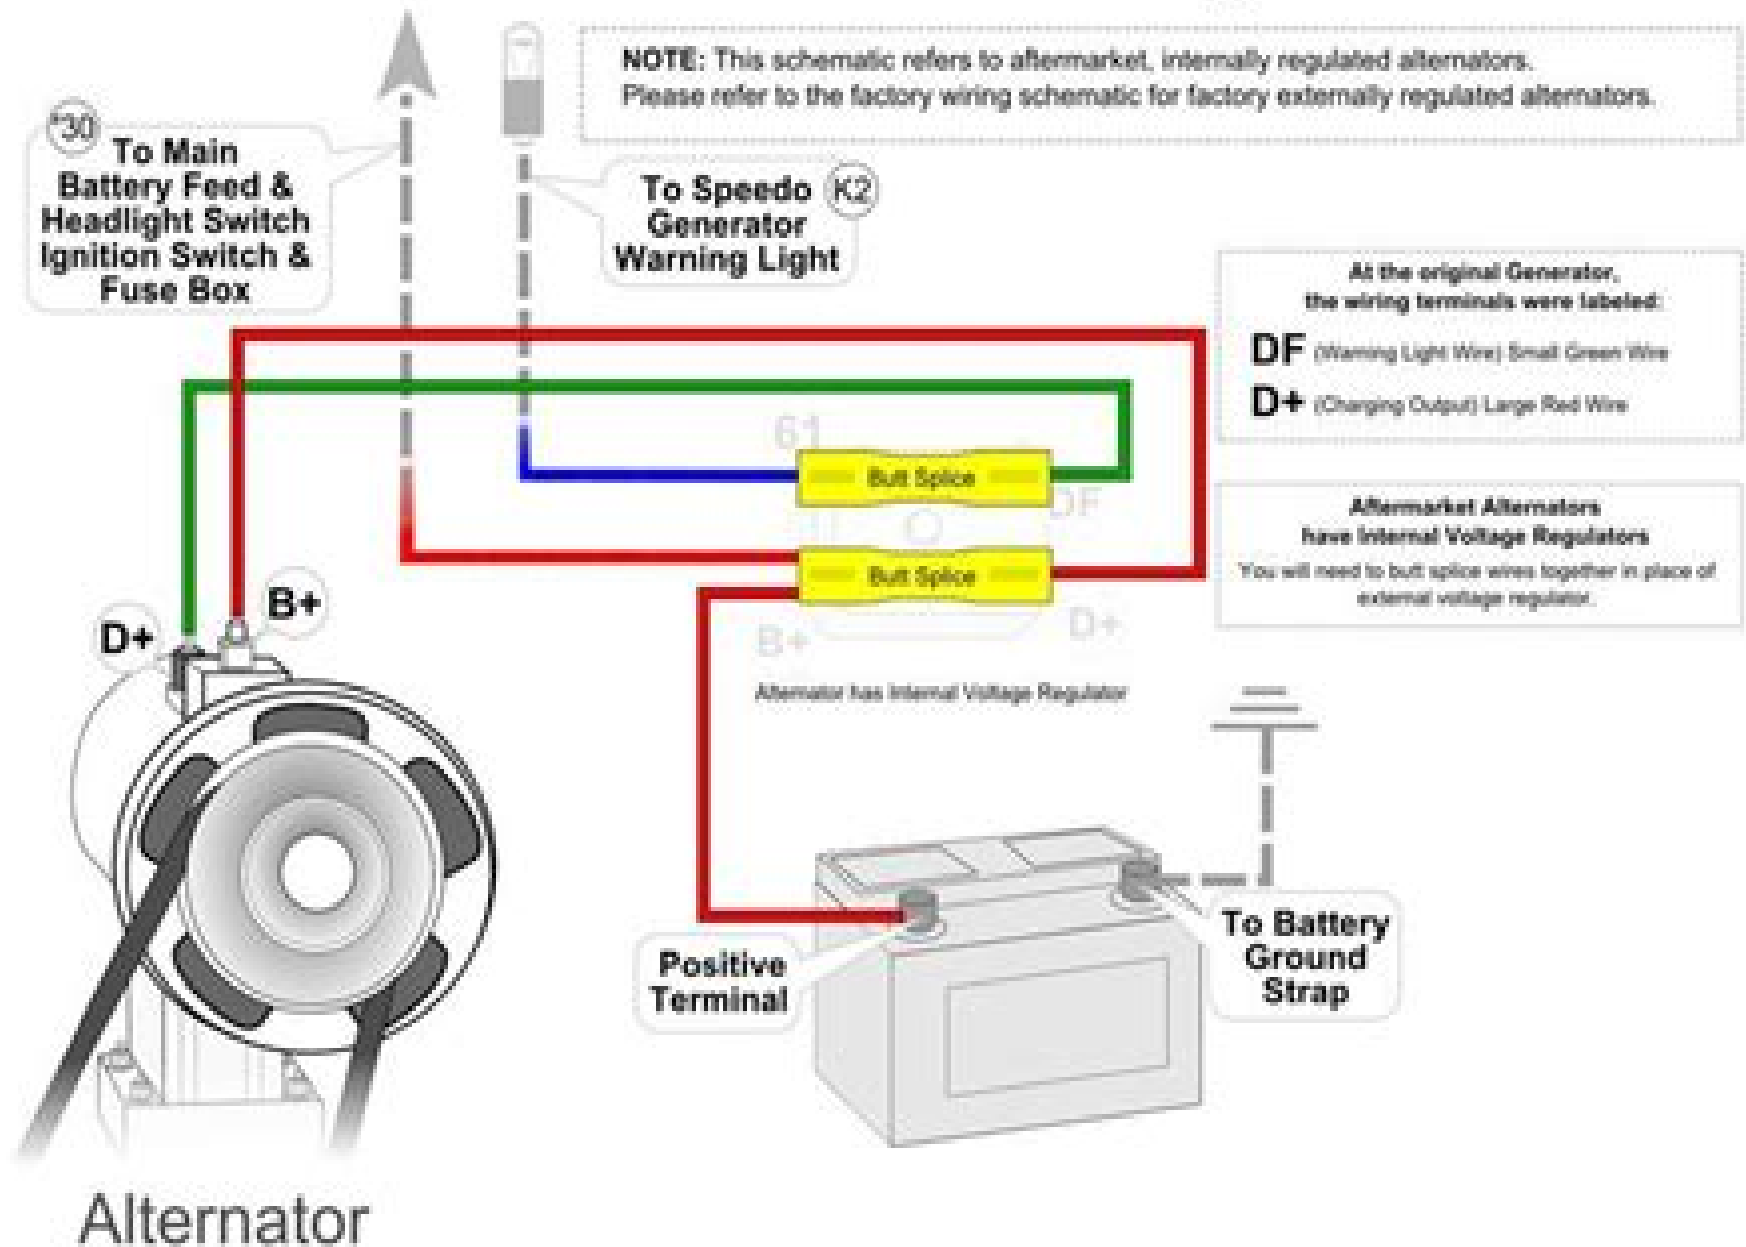 NOTE: This schematic refers to aftermarket, internally regulated alternators.
Please refer to the factory wiring schematic for factory externally regulated alternators.
*30
To Main
Battery Feed &
Headlight Switch
Ignition Switch &
Fuse Box
To Speedo K2
Generator
Warning Light
At the original Generator,
the wiring terminals were labeled:
DF (Warning Light Wire) Small Green Wire
D+ (Charging Output) Large Red Wire
61
Butt Splice
DF
Aftermarket Alternators
have Internal Voltage Regulators
You will need to butt splice wires together in place of
external voltage regulator.
Butt Splice
B+
D+
B+
D+
Alternator has Internal Voltage Regulator
To Battery
Ground
Strap
Positive
Terminal
Alternator